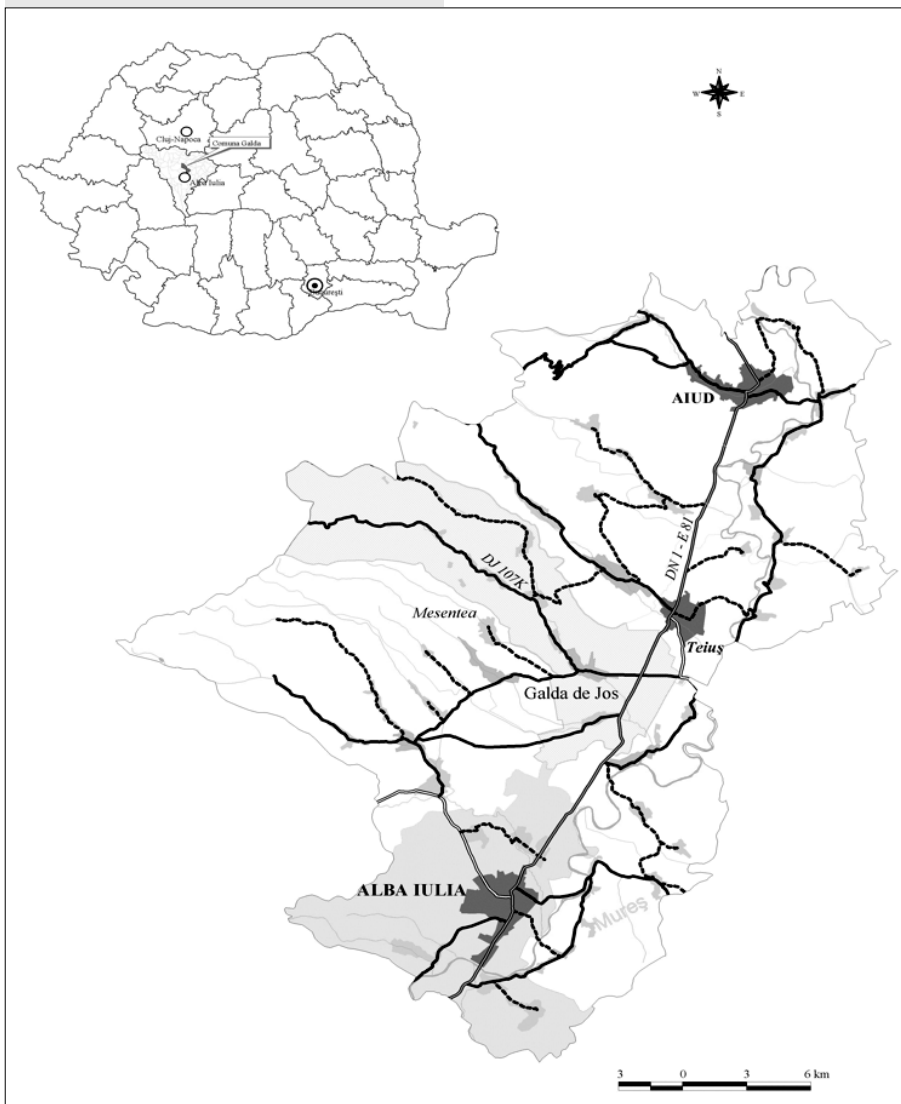 N
W E
S
Cluj-Napoca
Comuna Galda
Alba Iulia
București
AIUD
DN 1 - E 81
DJ 107K
Mesentea
Teiuş
Galda de Jos
ALBA IULIA
Mureş
3 0 3 6 km